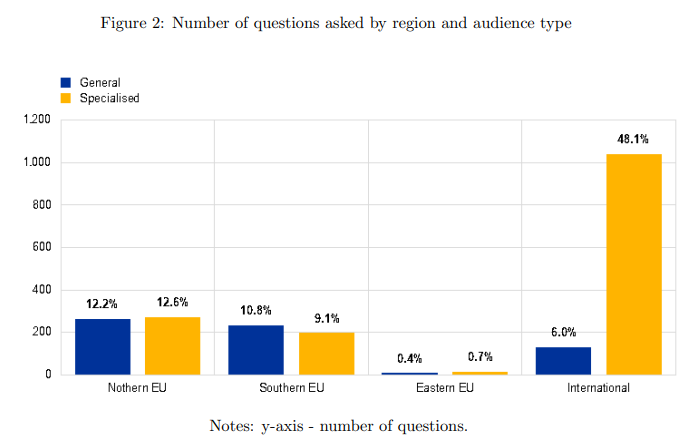 Figure 2: Number of questions asked by region and audience type
General
Specialised
1.200
1.000
800
600
400
200
0
12.2%
12.6%
10.8%
9.1%
0.4%
0.7%
6.0%
48.1%
Nothern EU
Southern EU
Eastern EU
International
Notes: y-axis - number of questions.